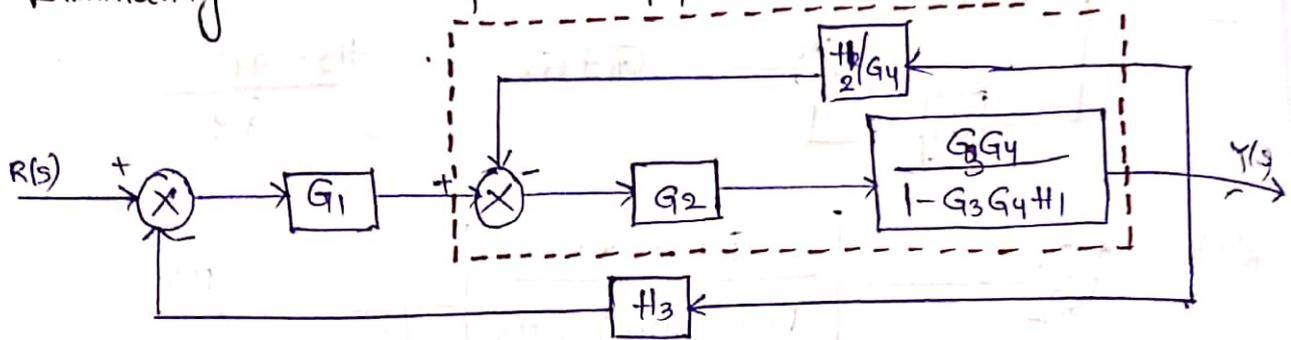 H2/G4
G3G4
R(s) + + - G1 G2 Y(s)
1-G3G4H1
-
H3